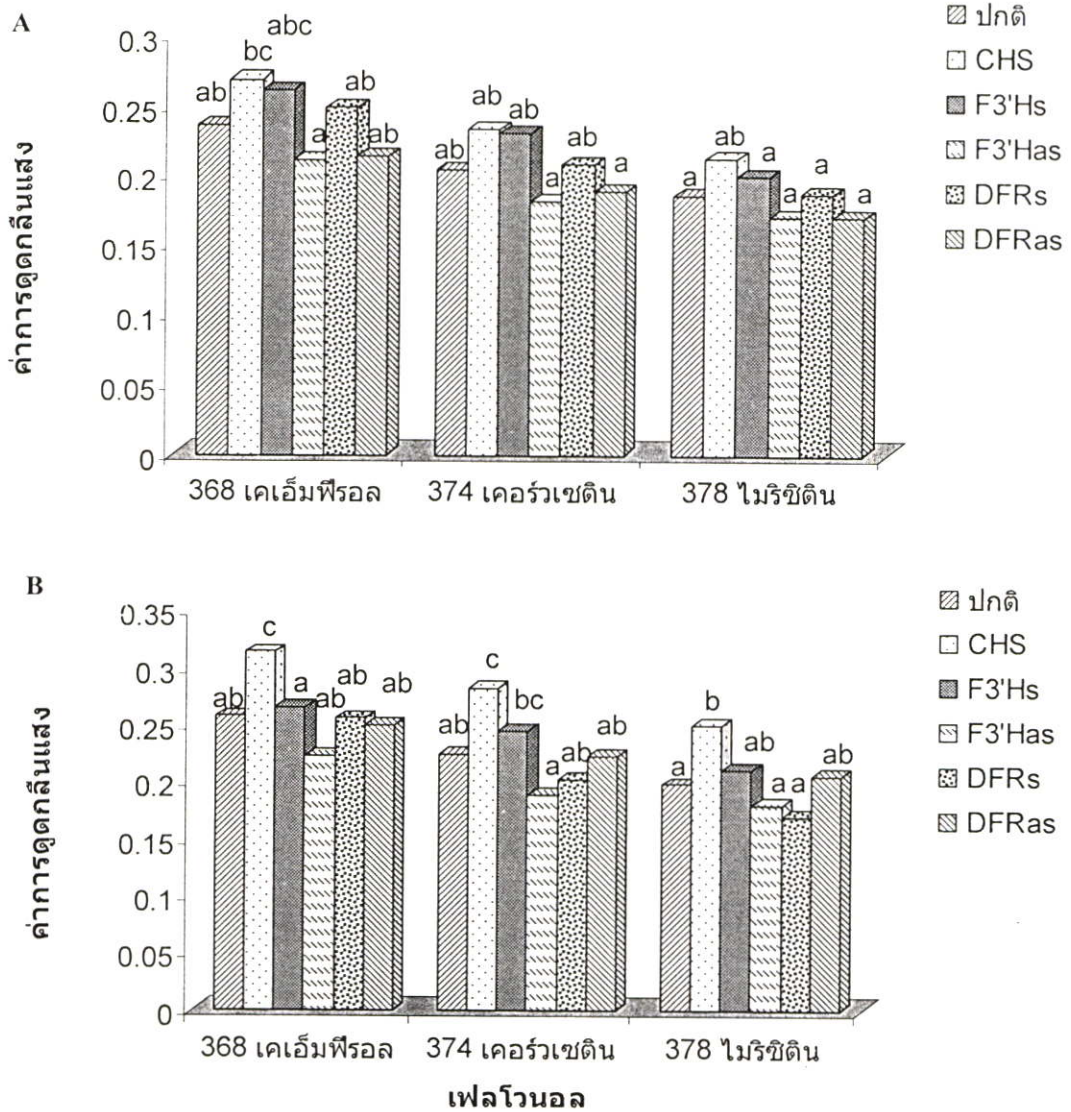 A
ค่าการดูดกลืนแสง
0.3
0.25
0.2
0.15
0.1
0.05
0
ab bc abc a ab ab
ab ab ab a ab a
a ab a a a a
368 เคเอ็มฟีรอล 374 เคอร์วเซติน 378 ไมริซิติน
ปกติ
CHS
F3'Hs
F3'Has
DFRs
DFRas
B
ค่าการดูดกลืนแสง
0.35
0.3
0.25
0.2
0.15
0.1
0.05
0
ab c a ab ab ab
ab c bc a ab ab
a b ab a a ab
368 เคเอ็มฟีรอล 374 เคอร์วเซติน 378 ไมริซิติน
เฟลโวนอล
ปกติ
CHS
F3'Hs
F3'Has
DFRs
DFRas